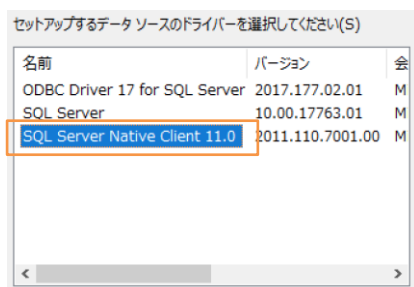 セットアップするデータ ソースのドライバーを選択してください(S)
名前 バージョン 会
ODBC Driver 17 for SQL Server 2017.177.02.01 M
SQL Server 10.00.17763.01 M
SQL Server Native Client 11.0 2011.110.7001.00 M